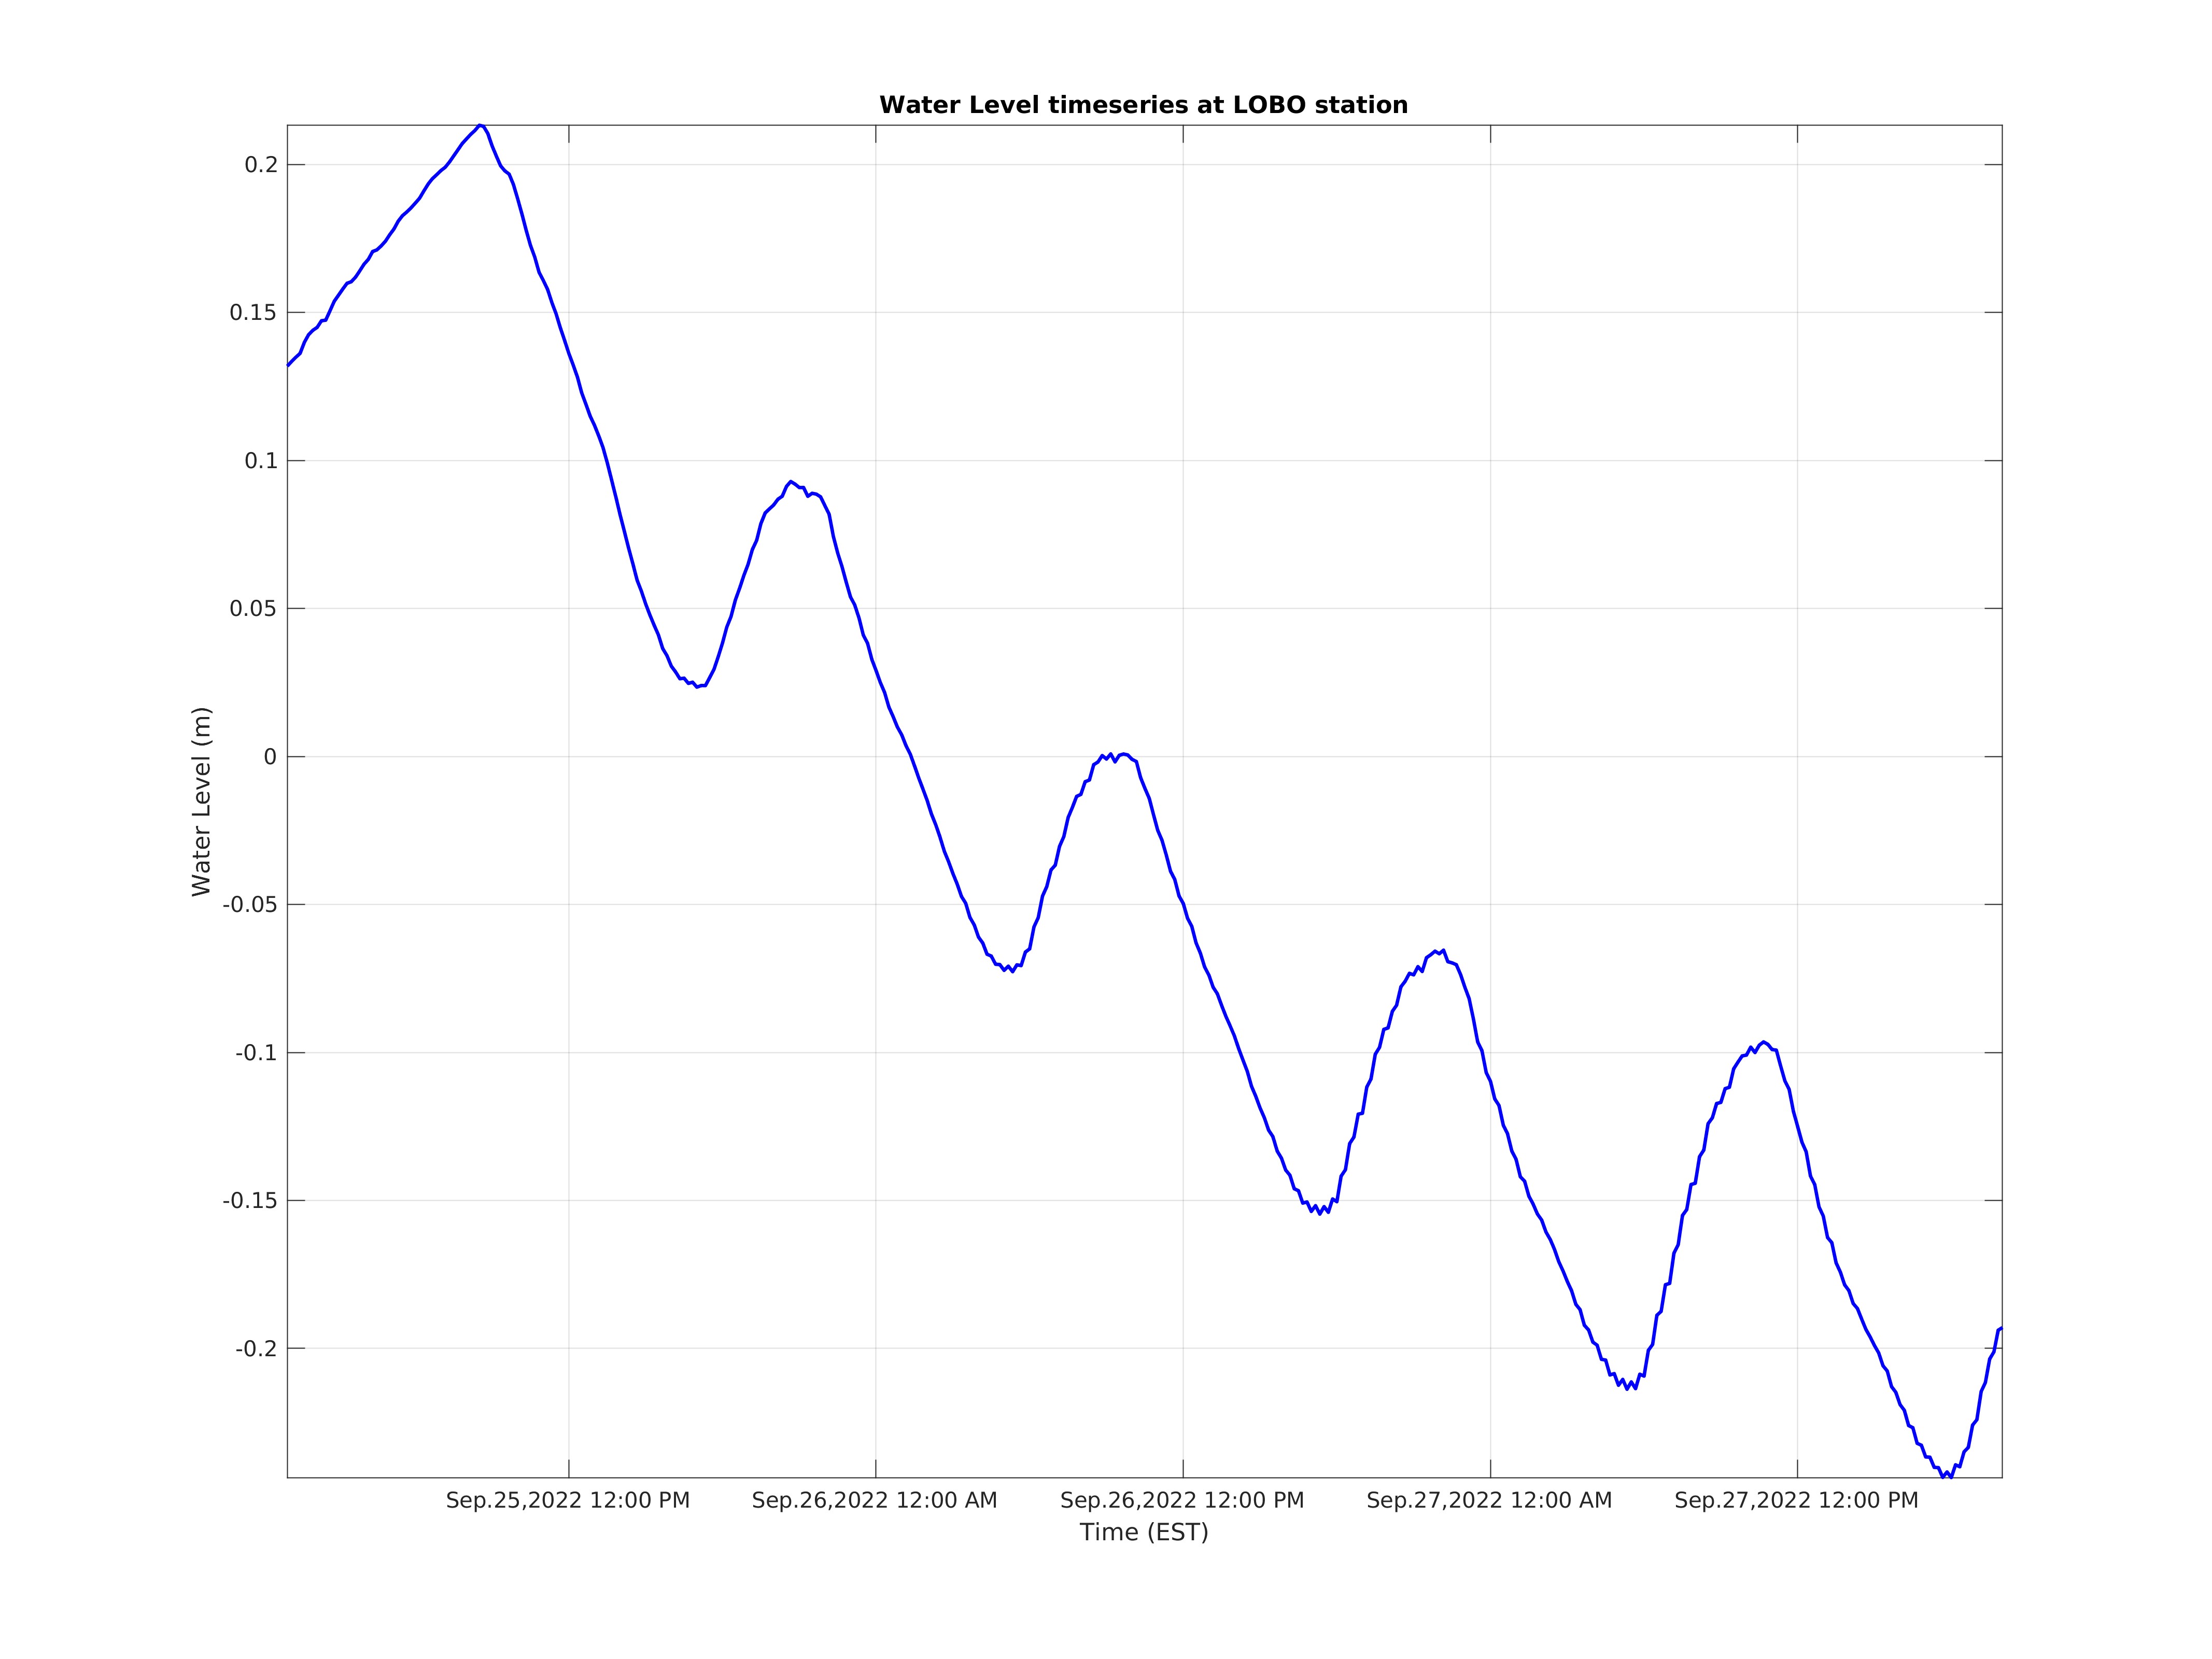 Water Level timeseries at LOBO station
0.2
0.15
0.1
0.05
0
-0.05
-0.1
-0.15
-0.2
Water Level (m)
Sep.25,2022 12:00 PM
Sep.26,2022 12:00 AM
Sep.26,2022 12:00 PM
Sep.27,2022 12:00 AM
Sep.27,2022 12:00 PM
Time (EST)